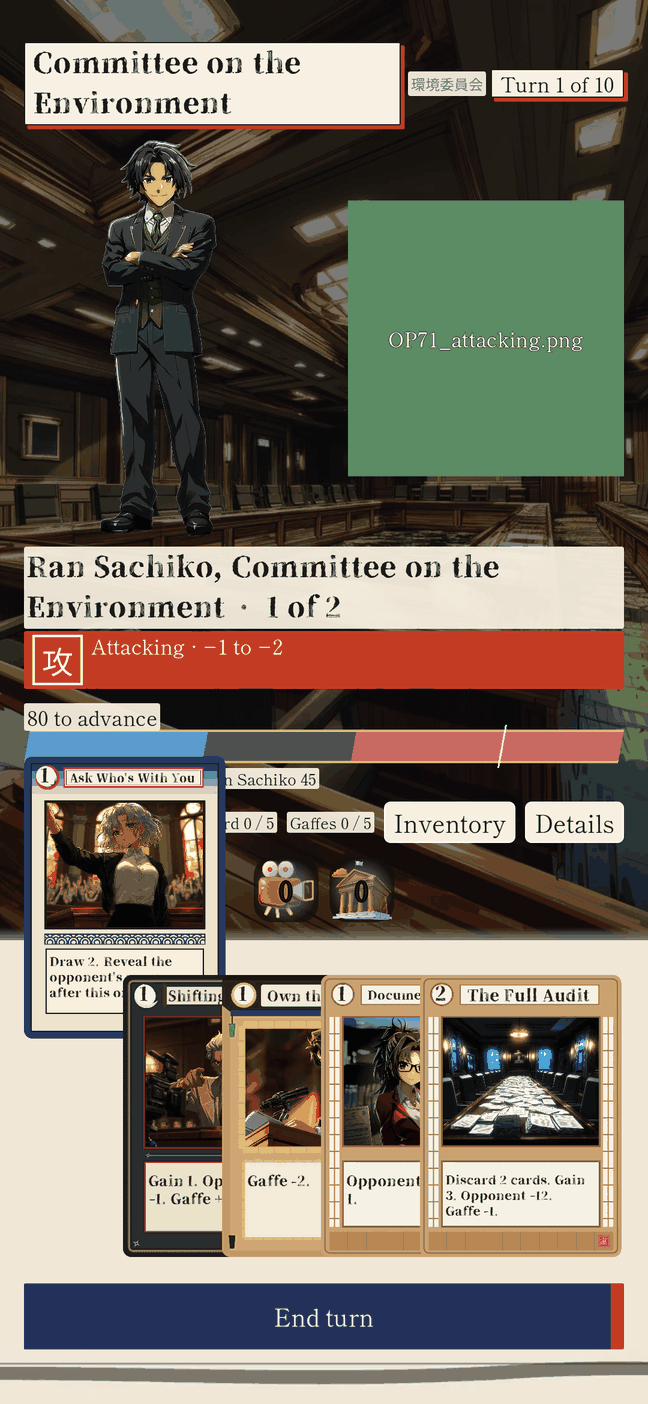 Committee on the
Environment
環境委員会
Turn 1 of 10
OP71_attacking.png
Ran Sachiko, Committee on the
Environment · 1 of 2
攻
Attacking · −1 to −2
80 to advance
Sachiko 45
0 / 5
Gaffes 0 / 5
Inventory
Details
0
0
1
Ask Who's With You
Draw 2. Reveal the
opponent's
after this
1
Shifting
Gain 1. Op
-1. Gaffe +
1
Own th
Gaffe -2.
1
Docume
Opponent
1.
2
The Full Audit
Discard 2 cards. Gain
3. Opponent -12.
Gaffe -1.
End turn